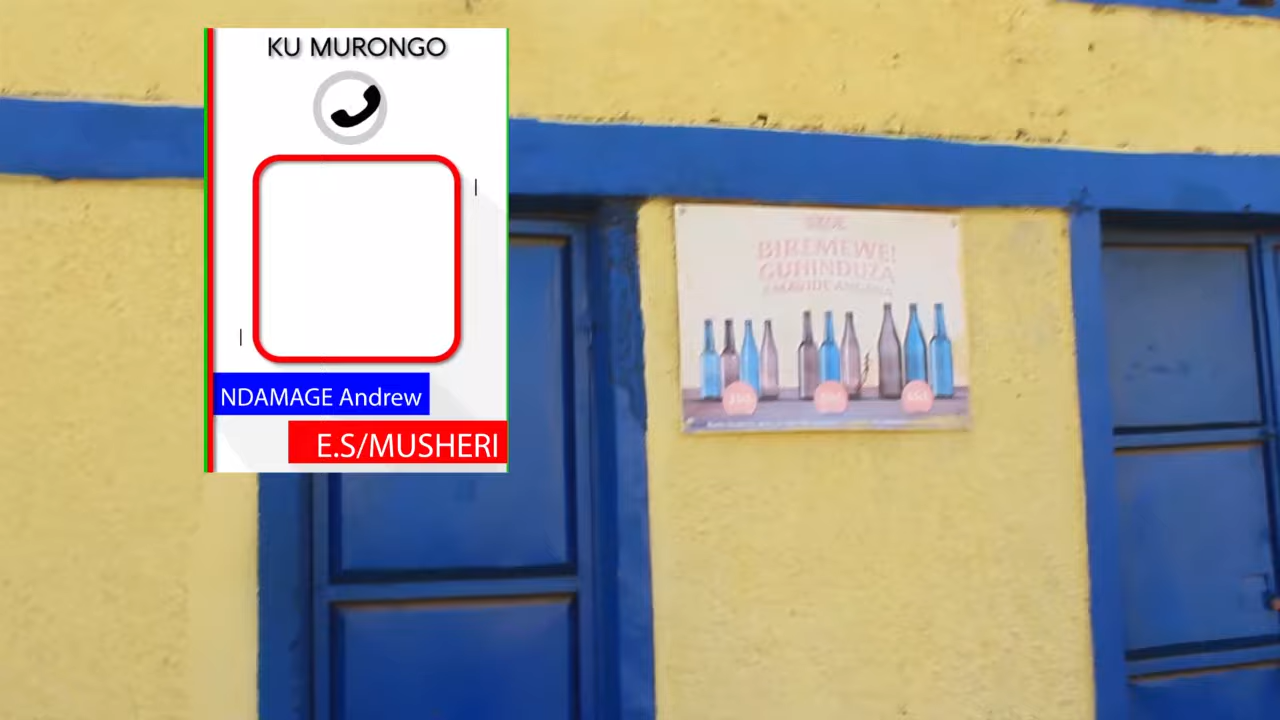 KU MURONGO
NDAMAGE Andrew
E.S/MUSHERI
BIREMEWE!
GUHINDUZA